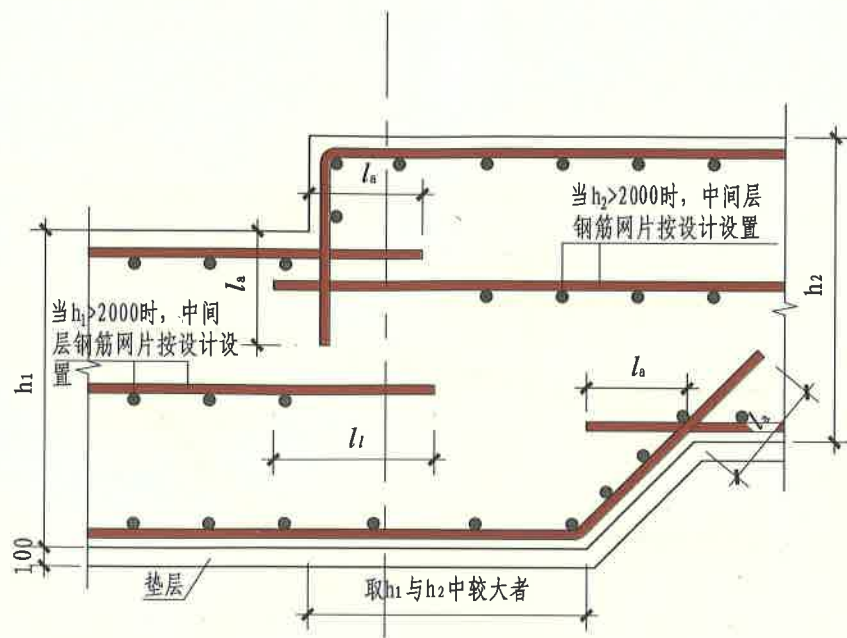 lₐ
当h₂>2000时，中间层
钢筋网片按设计设置
lₐ
h₂
当h₁>2000时，中间
层钢筋网片按设计设
置
h₁
lₐ
lₐ
lₗ
100
垫层
取h₁与h₂中较大者